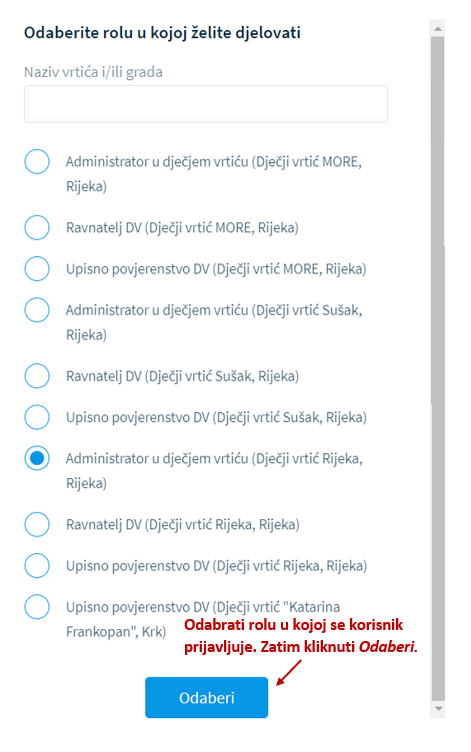 Odaberite rolu u kojoj želite djelovati
Naziv vrtića i/ili grada
Administrator u dječjem vrtiću (Dječji vrtić MORE,
Rijeka)
Ravnatelj DV (Dječji vrtić MORE, Rijeka)
Upisno povjerenstvo DV (Dječji vrtić MORE, Rijeka)
Administrator u dječjem vrtiću (Dječji vrtić Sušak,
Rijeka)
Ravnatelj DV (Dječji vrtić Sušak, Rijeka)
Upisno povjerenstvo DV (Dječji vrtić Sušak, Rijeka)
Administrator u dječjem vrtiću (Dječji vrtić Rijeka,
Rijeka)
Ravnatelj DV (Dječji vrtić Rijeka, Rijeka)
Upisno povjerenstvo DV (Dječji vrtić Rijeka, Rijeka)
Upisno povjerenstvo DV (Dječji vrtić "Katarina
Frankopan", Krk)
Odabrati rolu u kojoj se korisnik
prijavljuje. Zatim kliknuti Odaberi.
Odaberi